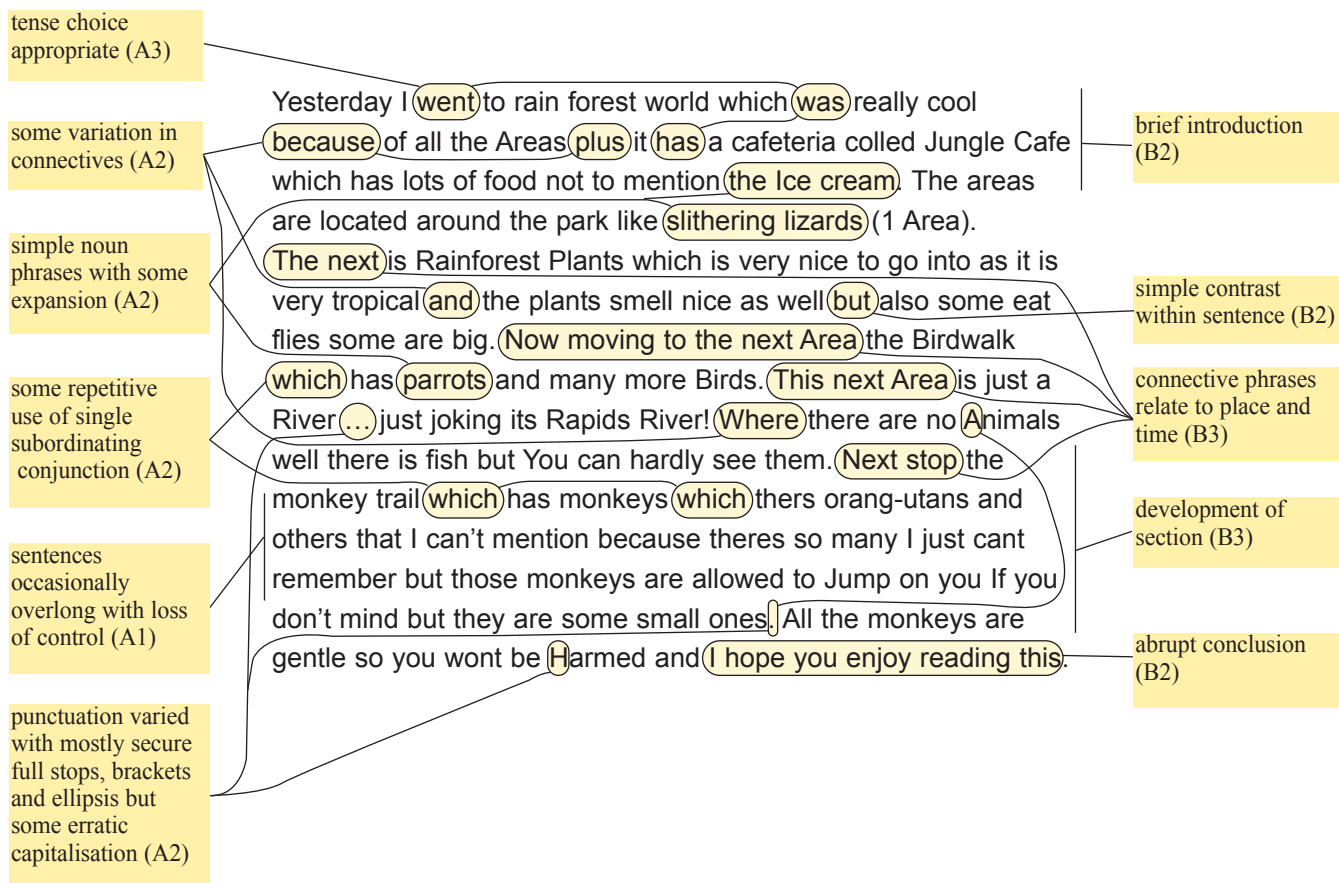 tense choice
appropriate (A3)
some variation in
connectives (A2)
simple noun
phrases with some
expansion (A2)
some repetitive
use of single
subordinating
conjunction (A2)
sentences
occasionally
overlong with loss
of control (A1)
punctuation varied
with mostly secure
full stops, brackets
and ellipsis but
some erratic
capitalisation (A2)
Yesterday I went to rain forest world which was really cool
because of all the Areas plus it has a cafeteria colled Jungle Cafe
which has lots of food not to mention the Ice cream. The areas
are located around the park like slithering lizards (1 Area).
The next is Rainforest Plants which is very nice to go into as it is
very tropical and the plants smell nice as well but also some eat
flies some are big. Now moving to the next Area the Birdwalk
which has parrots and many more Birds. This next Area is just a
River … just joking its Rapids River! Where there are no Animals
well there is fish but You can hardly see them. Next stop the
monkey trail which has monkeys which thers orang-utans and
others that I can’t mention because theres so many I just cant
remember but those monkeys are allowed to Jump on you If you
don’t mind but they are some small ones. All the monkeys are
gentle so you wont be Harmed and I hope you enjoy reading this.
brief introduction
(B2)
simple contrast
within sentence (B2)
connective phrases
relate to place and
time (B3)
development of
section (B3)
abrupt conclusion
(B2)